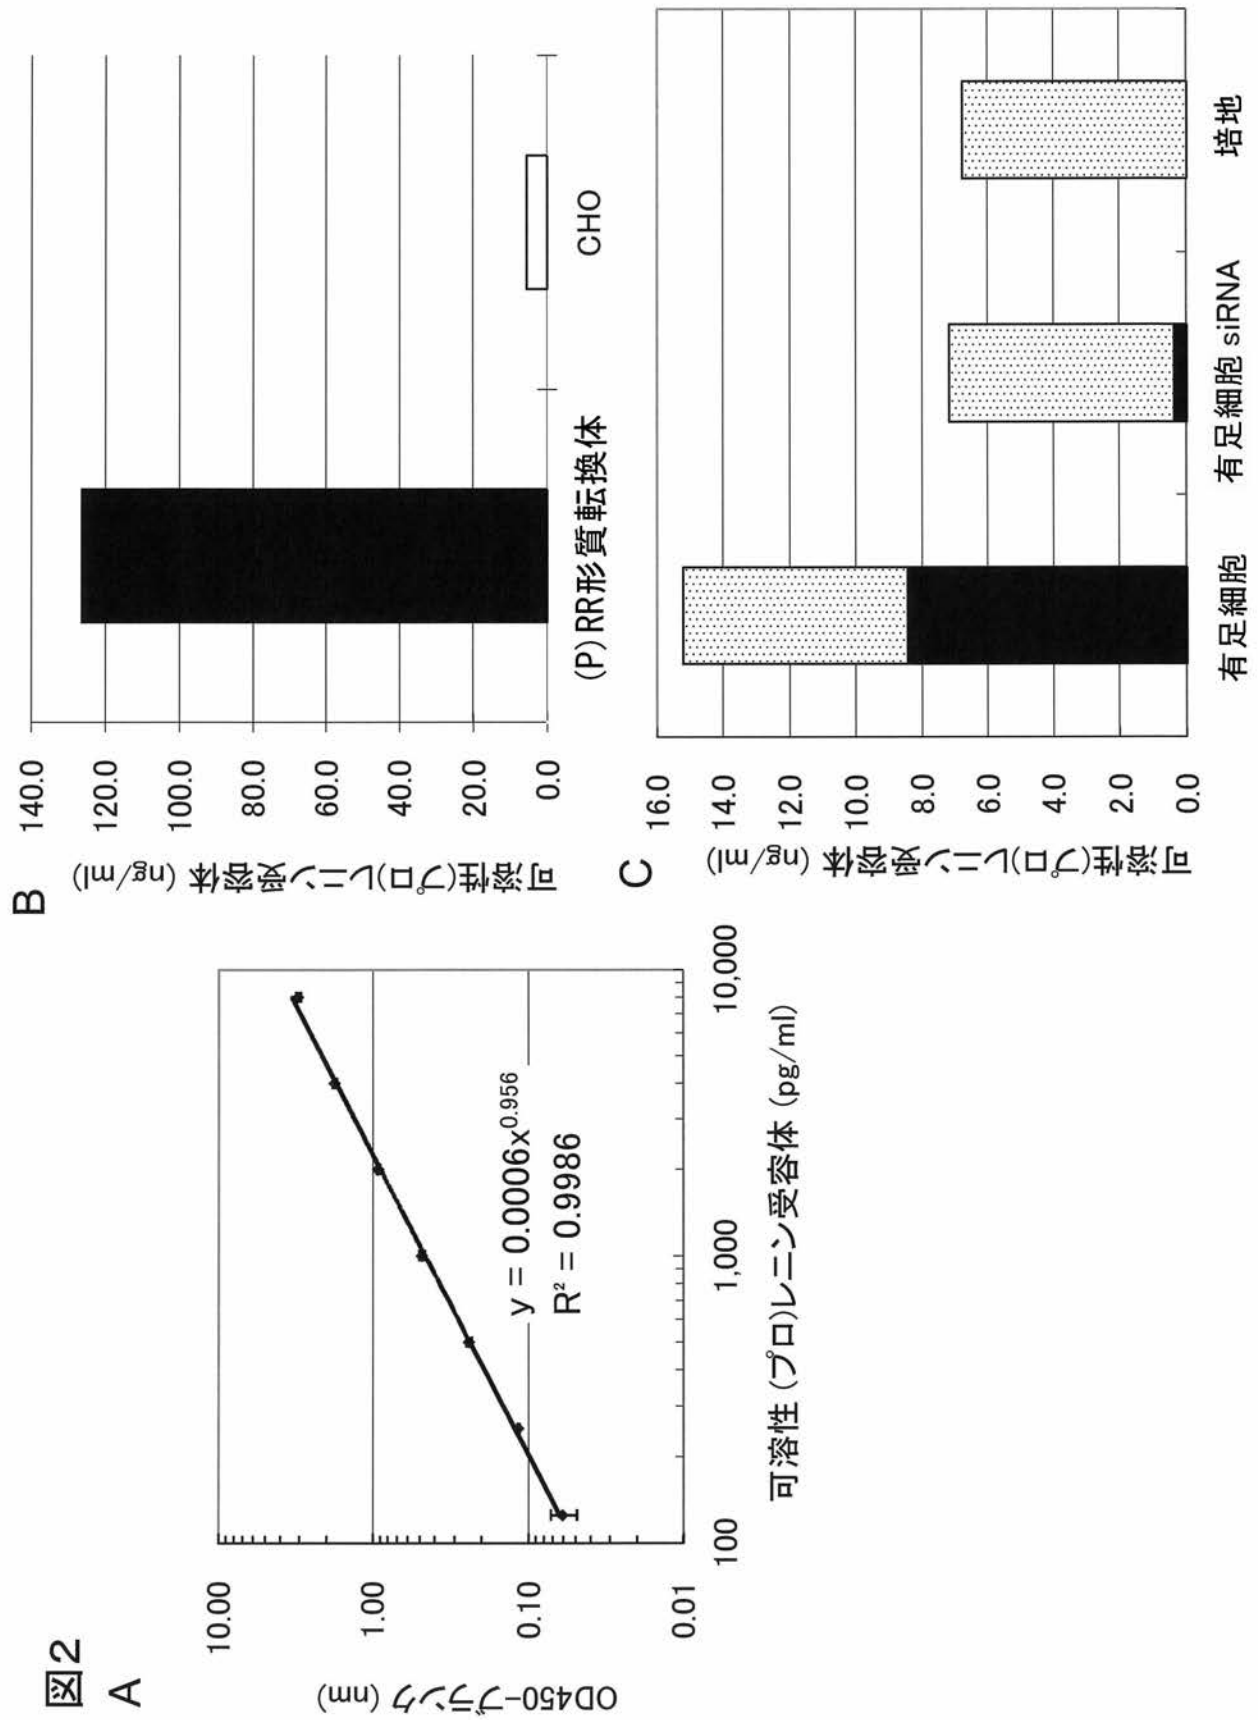 図2
A
OD450-ブランク (nm)
10.00
1.00
0.10
0.01
y = 0.0006x^0.956
R² = 0.9986
100
1,000
10,000
可溶性 (プロ)レニン受容体 (pg/ml)
B
可溶性(プロ)レニン受容体 (ng/ml)
140.0
120.0
100.0
80.0
60.0
40.0
20.0
0.0
(P)RR形質転換体
CHO
C
可溶性(プロ)レニン受容体 (ng/ml)
16.0
14.0
12.0
10.0
8.0
6.0
4.0
2.0
0.0
有足細胞
有足細胞 siRNA
培地